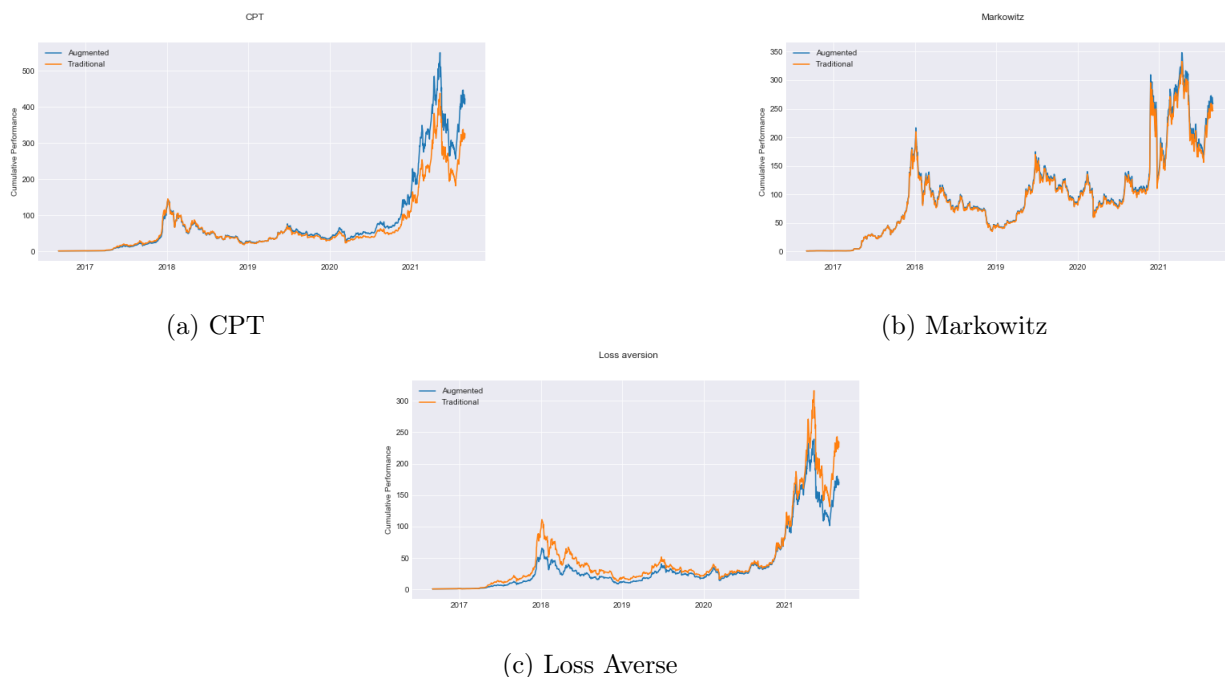 CPT
Augmented
Traditional
Cumulative Performance
500
400
300
200
100
0
2017 2018 2019 2020 2021
(a) CPT
Markowitz
Augmented
Traditional
Cumulative Performance
350
300
250
200
150
100
50
0
2017 2018 2019 2020 2021
(b) Markowitz
Loss aversion
Augmented
Traditional
Cumulative Performance
300
250
200
150
100
50
0
2017 2018 2019 2020 2021
(c) Loss Averse